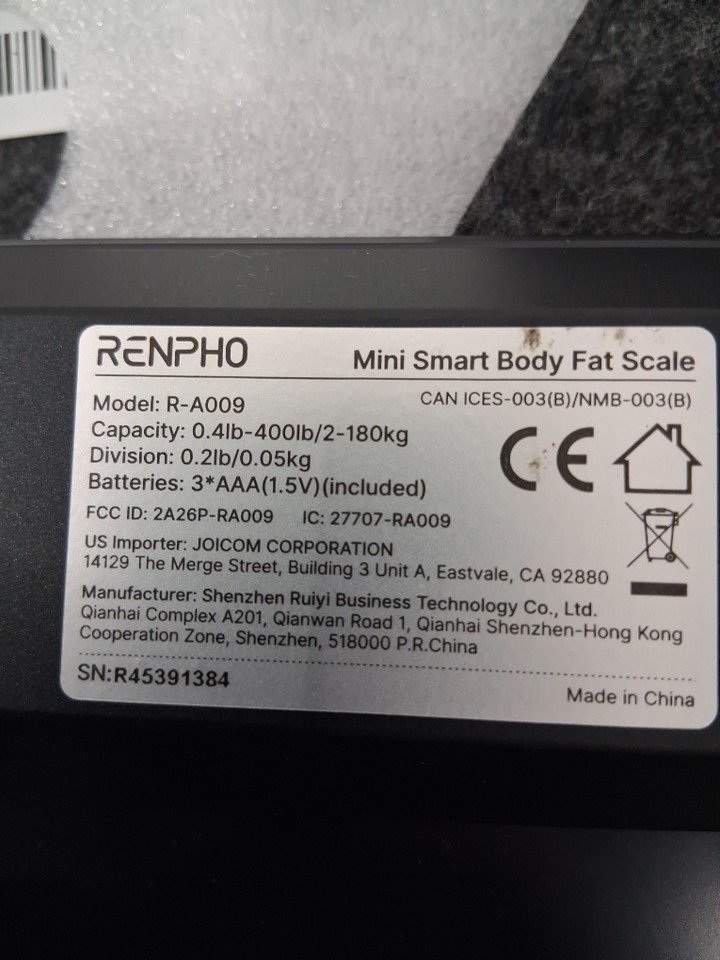 RENPHO
Mini Smart Body Fat Scale
Model: R-A009
CAN ICES-003(B)/NMB-003(B)
Capacity: 0.4lb-400lb/2-180kg
Division: 0.2lb/0.05kg
Batteries: 3*AAA(1.5V)(included)
CE
FCC ID: 2A26P-RA009 IC: 27707-RA009
US Importer: JOICOM CORPORATION
14129 The Merge Street, Building 3 Unit A, Eastvale, CA 92880
Manufacturer: Shenzhen Ruiyi Business Technology Co., Ltd.
Qianhai Complex A201, Qianwan Road 1, Qianhai Shenzhen-Hong Kong
Cooperation Zone, Shenzhen, 518000 P.R.China
SN:R45391384
Made in China